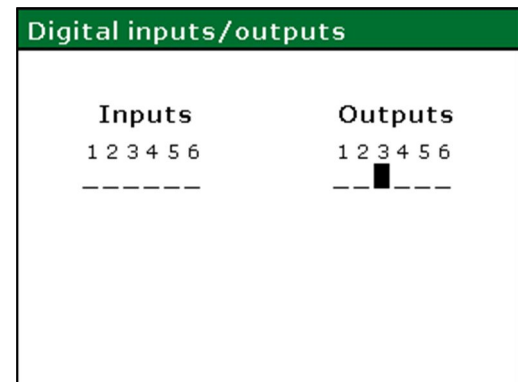 Digital inputs/outputs
Inputs Outputs
1 2 3 4 5 6 1 2 3 4 5 6
_ _ _ _ _ _ _ _ █ _ _ _